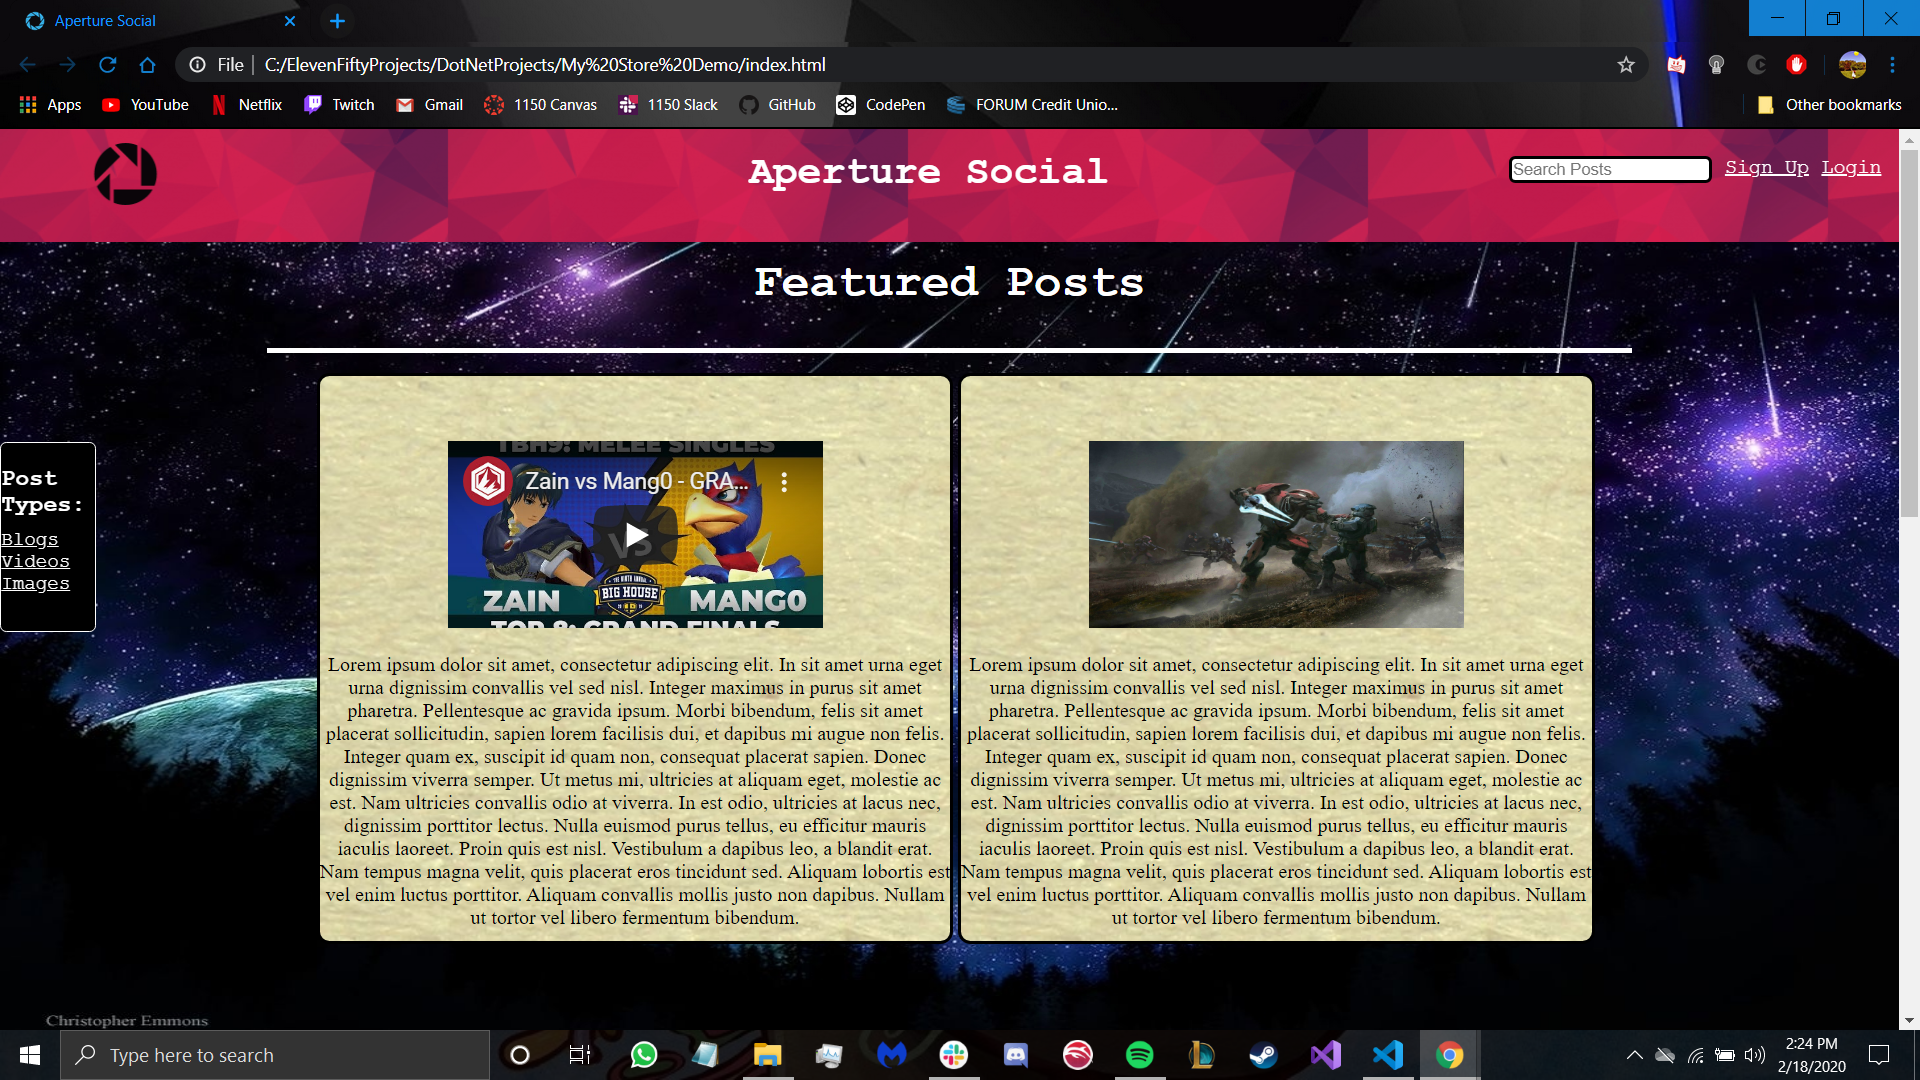 Aperture Social
File | C:/ElevenFiftyProjects/DotNetProjects/My%20Store%20Demo/index.html
Apps YouTube Netflix Twitch Gmail 1150 Canvas 1150 Slack GitHub CodePen FORUM Credit Unio... Other bookmarks
Aperture Social
Search Posts
Sign Up Login
Featured Posts
Post
Types:
Blogs
Videos
Images
TBH9: MELEE SINGLES
Zain vs Mang0 - GRA...
VS
THE NINTH ANNUAL
BIG HOUSE
ZAIN MANG0
TOP 8: GRAND FINALS
Lorem ipsum dolor sit amet, consectetur adipiscing elit. In sit amet urna eget
urna dignissim convallis vel sed nisl. Integer maximus in purus sit amet
pharetra. Pellentesque ac gravida ipsum. Morbi bibendum, felis sit amet
placerat sollicitudin, sapien lorem facilisis dui, et dapibus mi augue non felis.
Integer quam ex, suscipit id quam non, consequat placerat sapien. Donec
dignissim viverra semper. Ut metus mi, ultricies at aliquam eget, molestie ac
est. Nam ultricies convallis odio at viverra. In est odio, ultricies at lacus nec,
dignissim porttitor lectus. Nulla euismod purus tellus, eu efficitur mauris
iaculis laoreet. Proin quis est nisl. Vestibulum a dapibus leo, a blandit erat.
Nam tempus magna velit, quis placerat eros tincidunt sed. Aliquam lobortis est
vel enim luctus porttitor. Aliquam convallis mollis justo non dapibus. Nullam
ut tortor vel libero fermentum bibendum.
Lorem ipsum dolor sit amet, consectetur adipiscing elit. In sit amet urna eget
urna dignissim convallis vel sed nisl. Integer maximus in purus sit amet
pharetra. Pellentesque ac gravida ipsum. Morbi bibendum, felis sit amet
placerat sollicitudin, sapien lorem facilisis dui, et dapibus mi augue non felis.
Integer quam ex, suscipit id quam non, consequat placerat sapien. Donec
dignissim viverra semper. Ut metus mi, ultricies at aliquam eget, molestie ac
est. Nam ultricies convallis odio at viverra. In est odio, ultricies at lacus nec,
dignissim porttitor lectus. Nulla euismod purus tellus, eu efficitur mauris
iaculis laoreet. Proin quis est nisl. Vestibulum a dapibus leo, a blandit erat.
Nam tempus magna velit, quis placerat eros tincidunt sed. Aliquam lobortis est
vel enim luctus porttitor. Aliquam convallis mollis justo non dapibus. Nullam
ut tortor vel libero fermentum bibendum.
Christopher Emmons
Type here to search
2:24 PM
2/18/2020